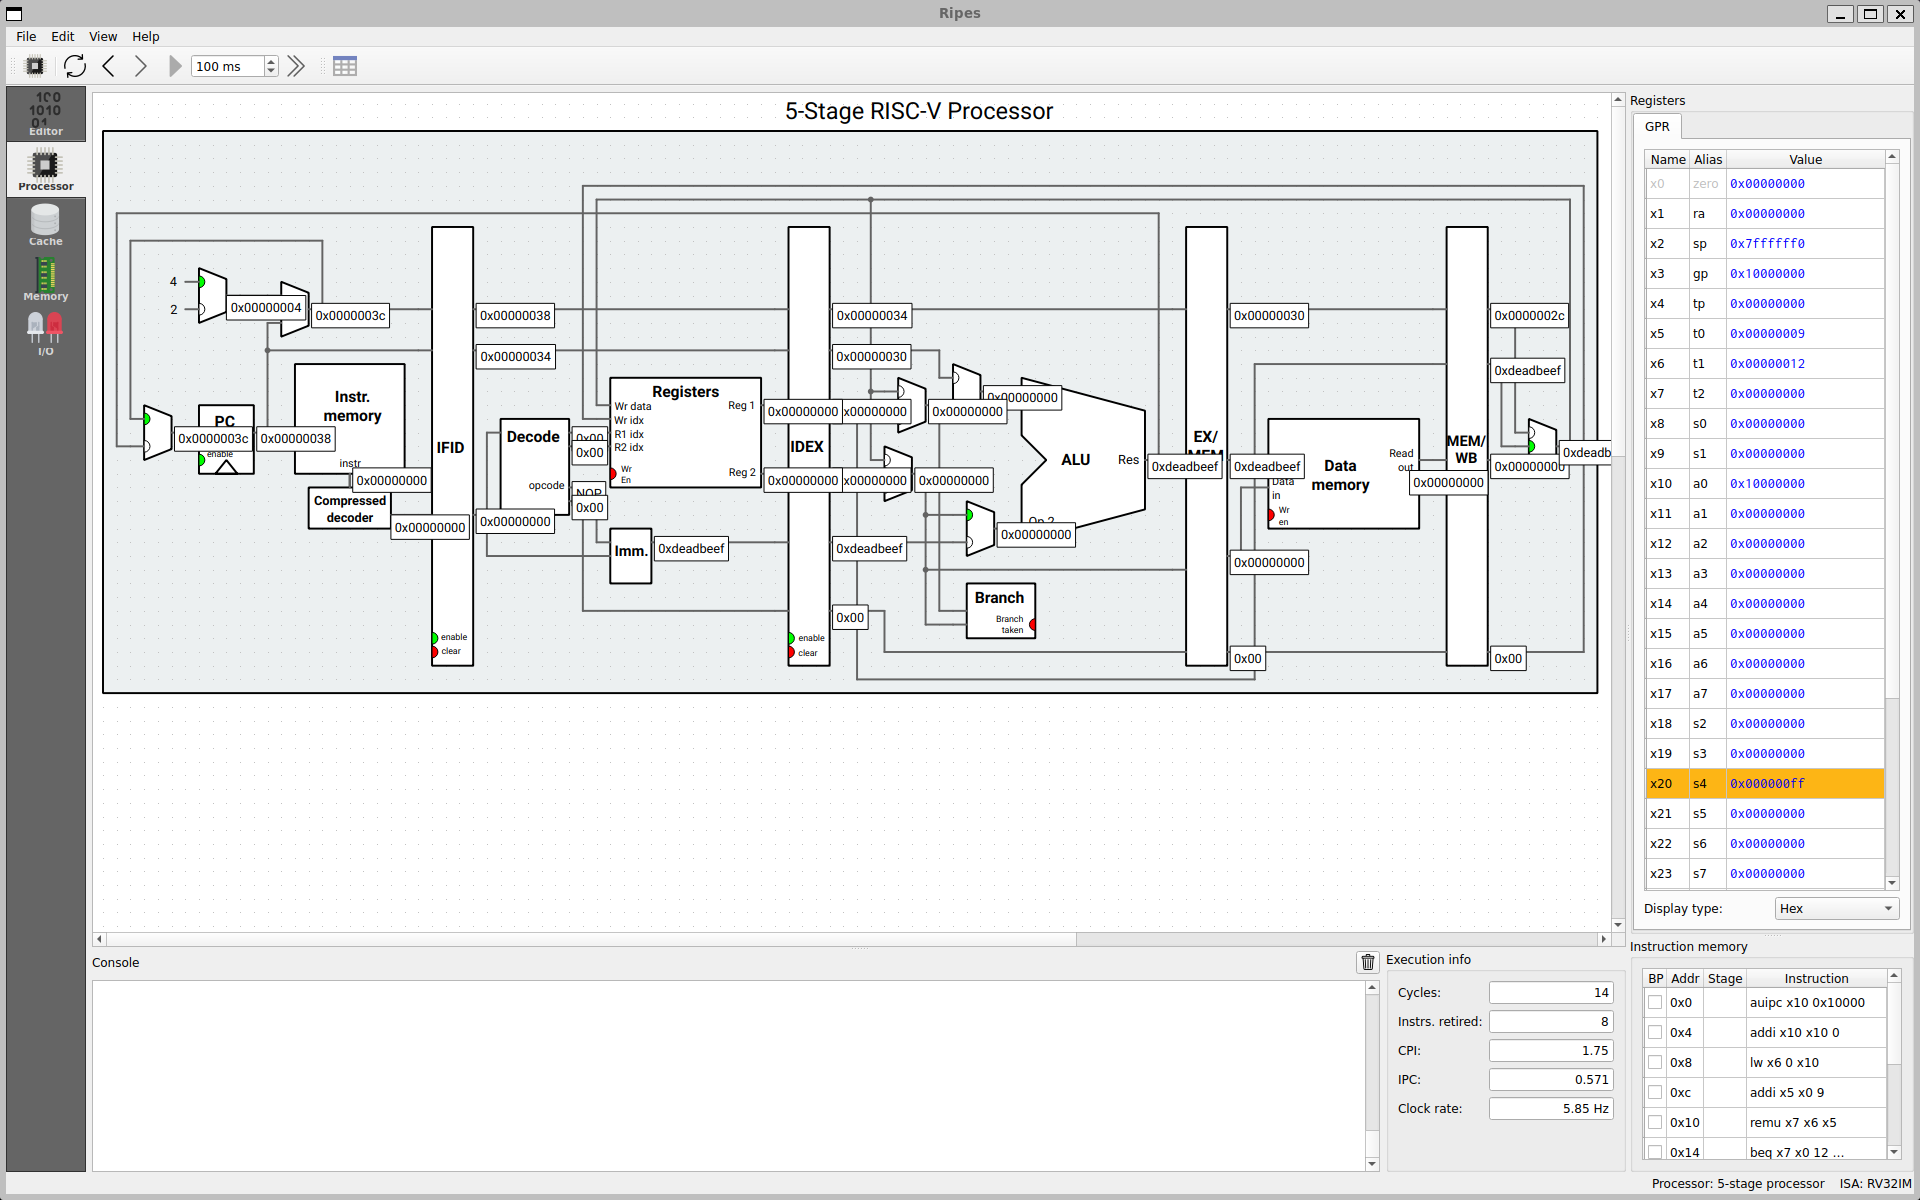 Ripes
File Edit View Help
100 ms
Editor
Processor
Cache
Memory
I/O
5-Stage RISC-V Processor
4
2
0x00000004
0x0000003c
0x00000038
0x00000034
0x00000034
0x00000030
0x00000030
0x0000002c
0xdeadbeef
PC
0x0000003c
0x00000038
enable
Instr.
memory
instr
0x00000000
Compressed
decoder
0x00000000
IFID
enable
clear
0x00000000
Decode
opcode
0x00
0x00
NOP
0x00
Registers
Wr data
Wr idx
R1 idx
R2 idx
Wr
En
Reg 1
Reg 2
0x00000000
0x00000000
Imm.
0xdeadbeef
IDEX
enable
clear
x00000000
x00000000
0xdeadbeef
0x00
0x00000000
0x00000000
0x00000000
0x00000000
ALU
Res
Op 2
Branch
Branch
taken
0xdeadbeef
EX/
MEM
0xdeadbeef
0x00000000
0x00
Data
memory
Data
in
Wr
en
Read
out
0x00000000
MEM/
WB
0x00000000
0xdeadb
0x00
Registers
GPR
Name Alias Value
x0 zero 0x00000000
x1 ra 0x00000000
x2 sp 0x7ffffff0
x3 gp 0x10000000
x4 tp 0x00000000
x5 t0 0x00000009
x6 t1 0x00000012
x7 t2 0x00000000
x8 s0 0x00000000
x9 s1 0x00000000
x10 a0 0x10000000
x11 a1 0x00000000
x12 a2 0x00000000
x13 a3 0x00000000
x14 a4 0x00000000
x15 a5 0x00000000
x16 a6 0x00000000
x17 a7 0x00000000
x18 s2 0x00000000
x19 s3 0x00000000
x20 s4 0x000000ff
x21 s5 0x00000000
x22 s6 0x00000000
x23 s7 0x00000000
Display type: Hex
Console
Execution info
Cycles: 14
Instrs. retired: 8
CPI: 1.75
IPC: 0.571
Clock rate: 5.85 Hz
Instruction memory
BP Addr Stage Instruction
0x0 auipc x10 0x10000
0x4 addi x10 x10 0
0x8 lw x6 0 x10
0xc addi x5 x0 9
0x10 remu x7 x6 x5
0x14 beq x7 x0 12 ...
Processor: 5-stage processor ISA: RV32IM